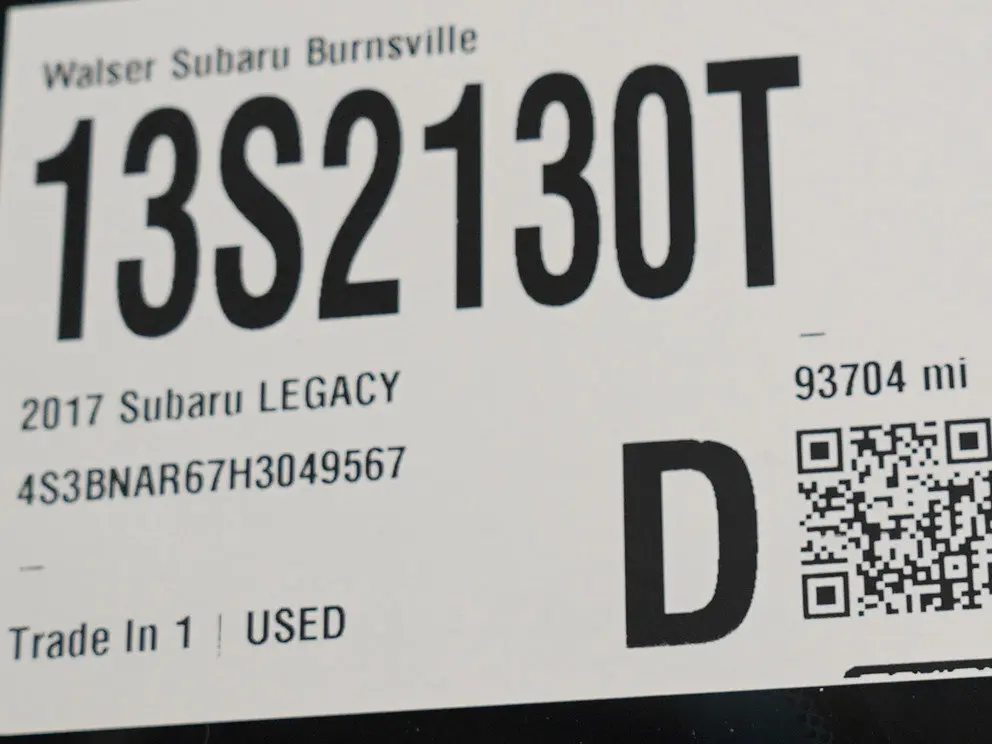 Walser Subaru Burnsville
13S2130T
2017 Subaru LEGACY
93704 mi
4S3BNAR67H3049567
D
Trade In 1 | USED